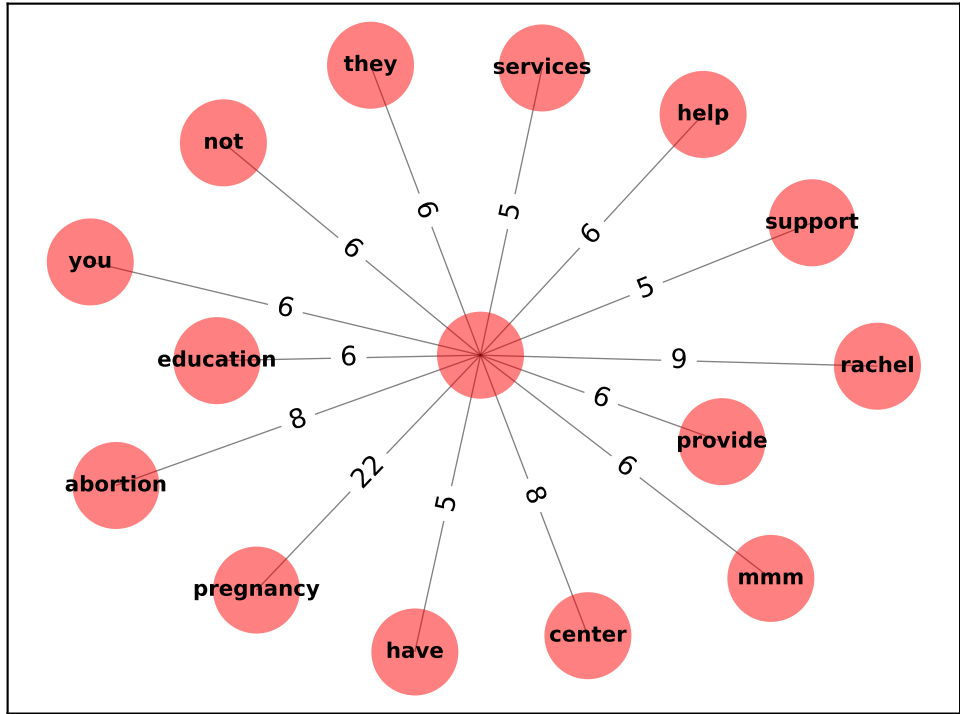 they
services
help
not
support
6
5
6
you
6
5
6
education
6
9
rachel
6
8
provide
abortion
22
6
5
8
pregnancy
mmm
center
have